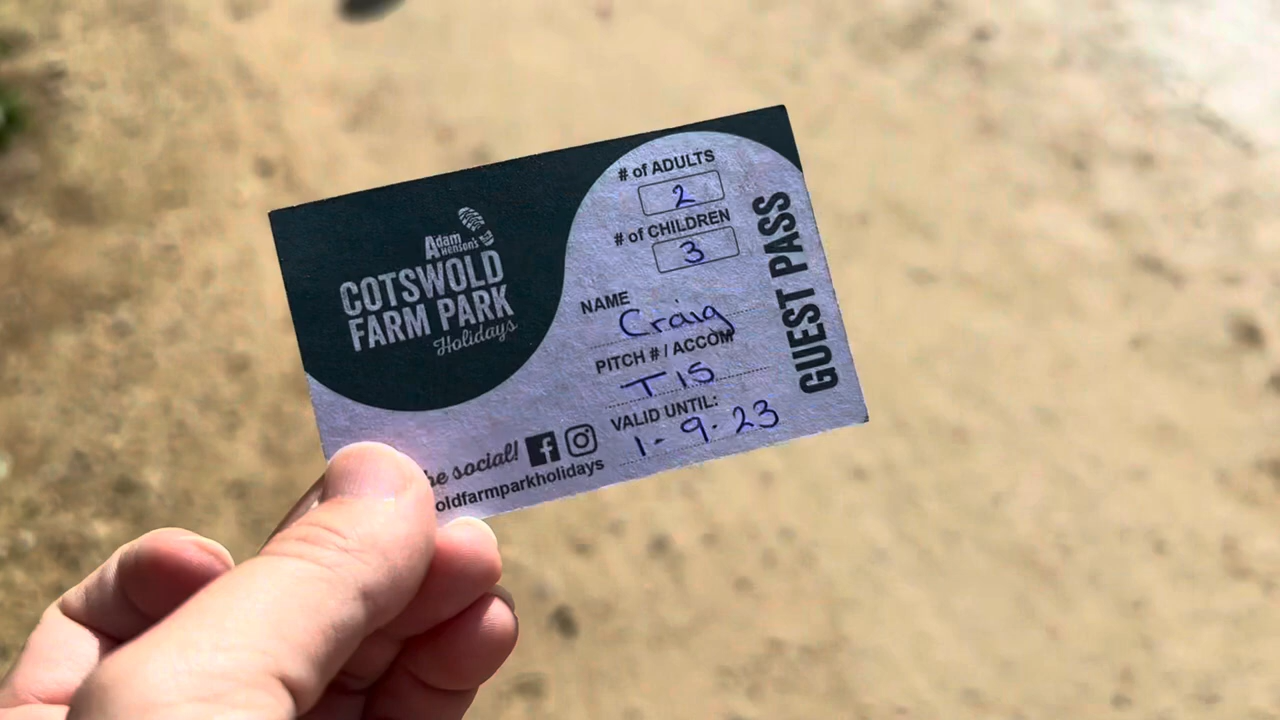 Adam
Henson's
COTSWOLD
FARM PARK
Holidays
# of ADULTS
2
# of CHILDREN
3
NAME
Craig
PITCH # / ACCOM
T15
VALID UNTIL:
1-9-23
GUEST PASS
he social!
oldfarmparkholidays